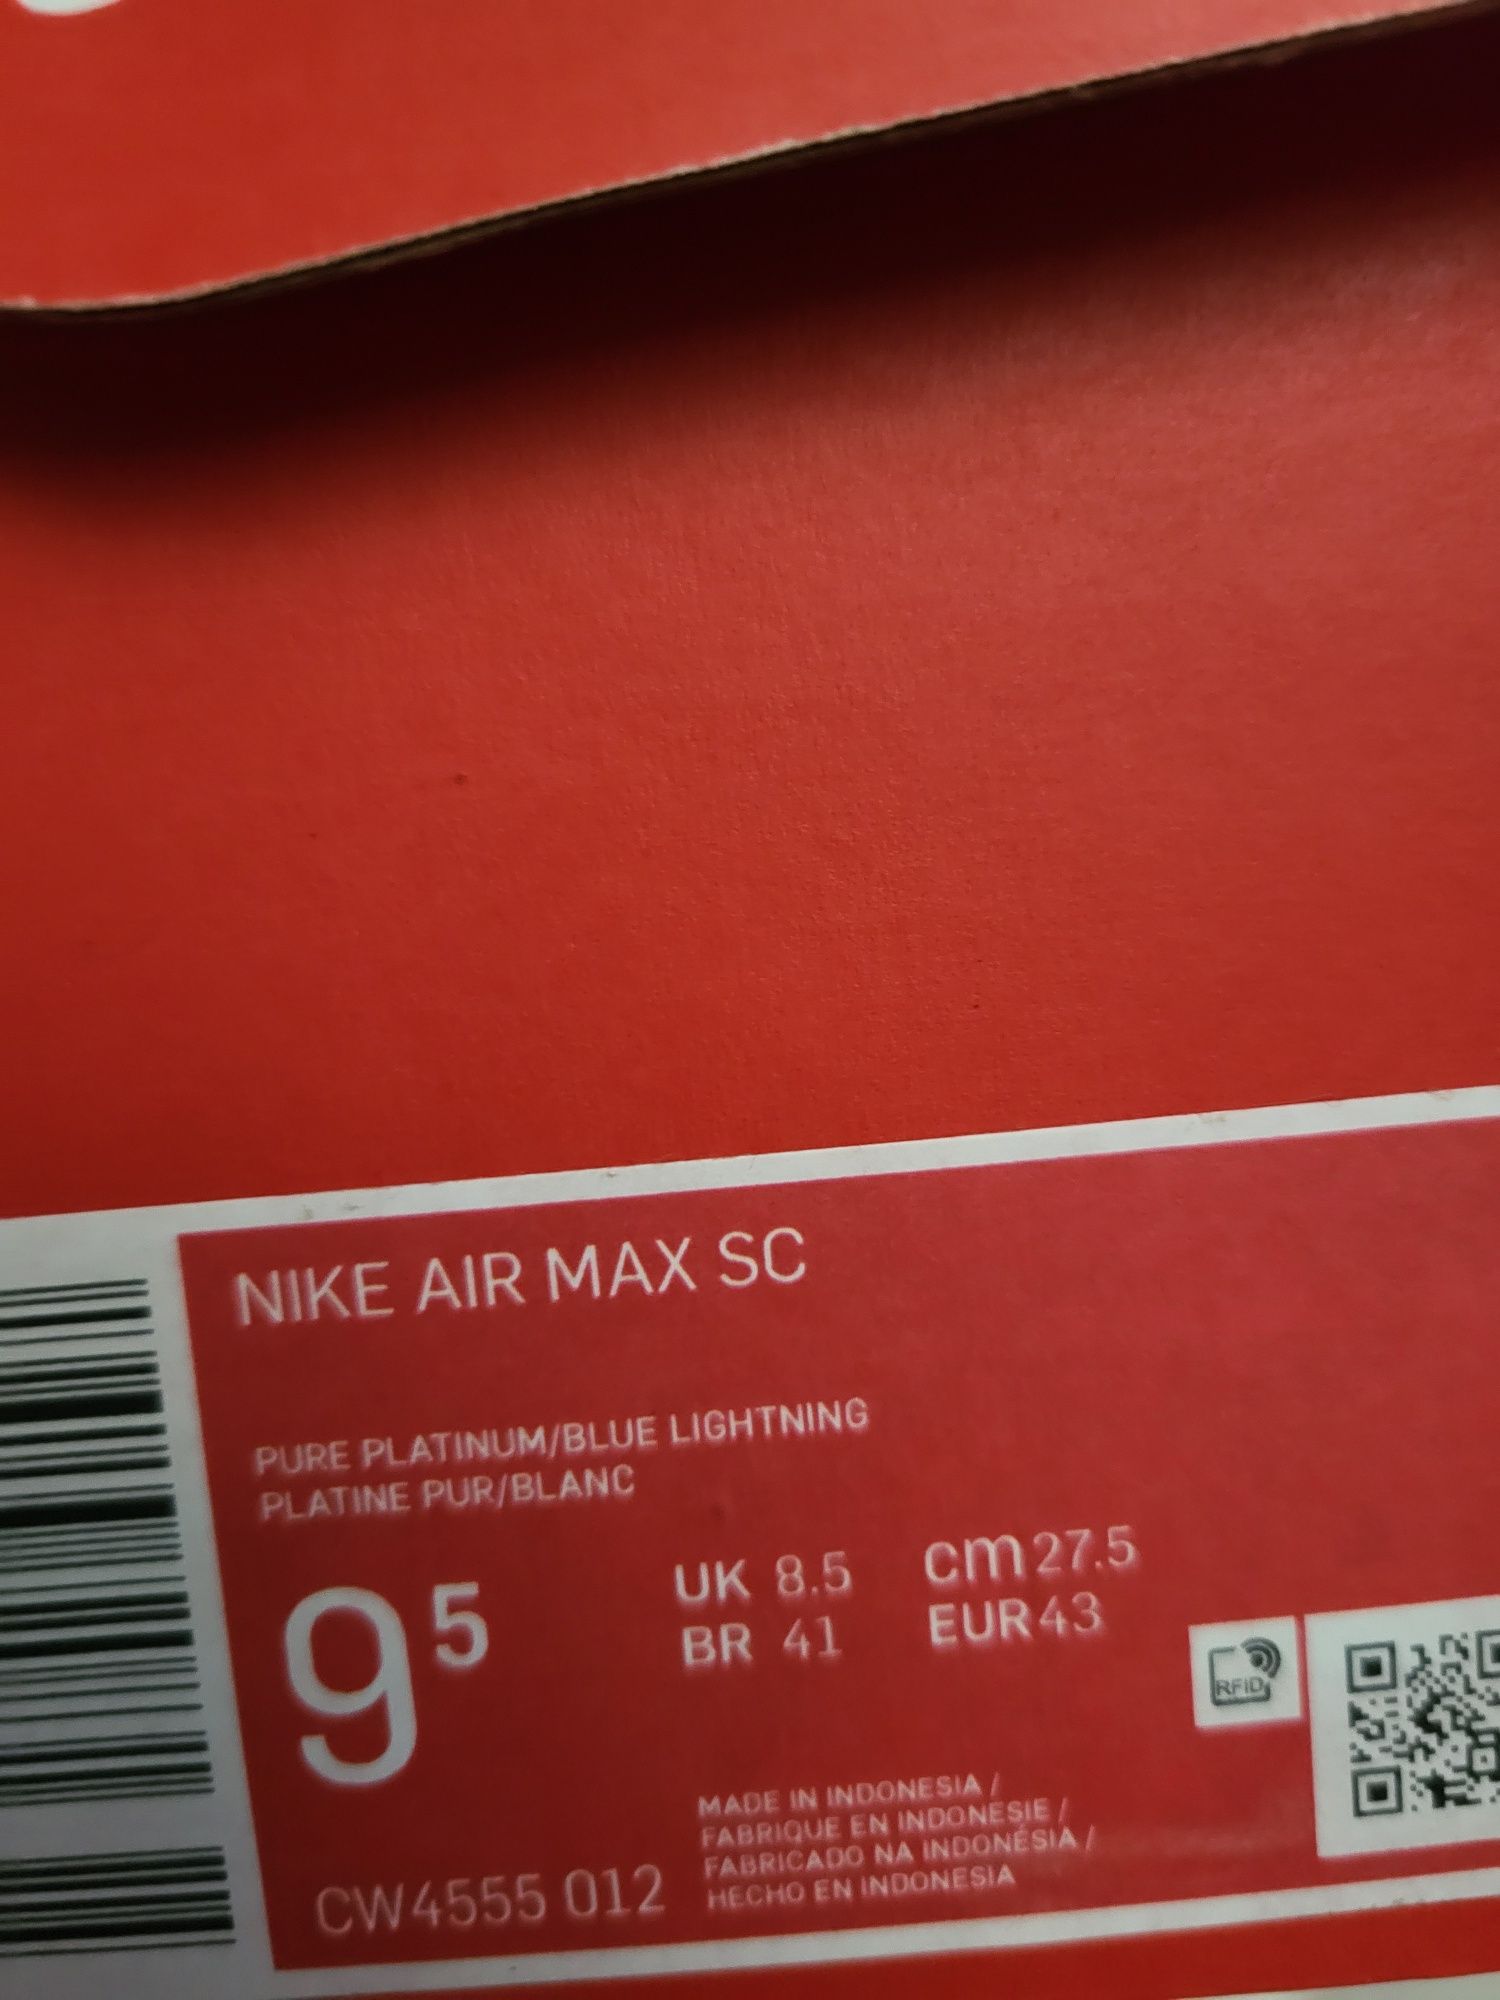 NIKE AIR MAX SC
PURE PLATINUM/BLUE LIGHTNING
PLATINE PUR/BLANC
9 5
UK 8.5
BR 41
cm 27.5
EUR 43
RFID
MADE IN INDONESIA /
FABRIQUE EN INDONESIE /
FABRICADO NA INDONÉSIA /
HECHO EN INDONESIA
CW4555 012